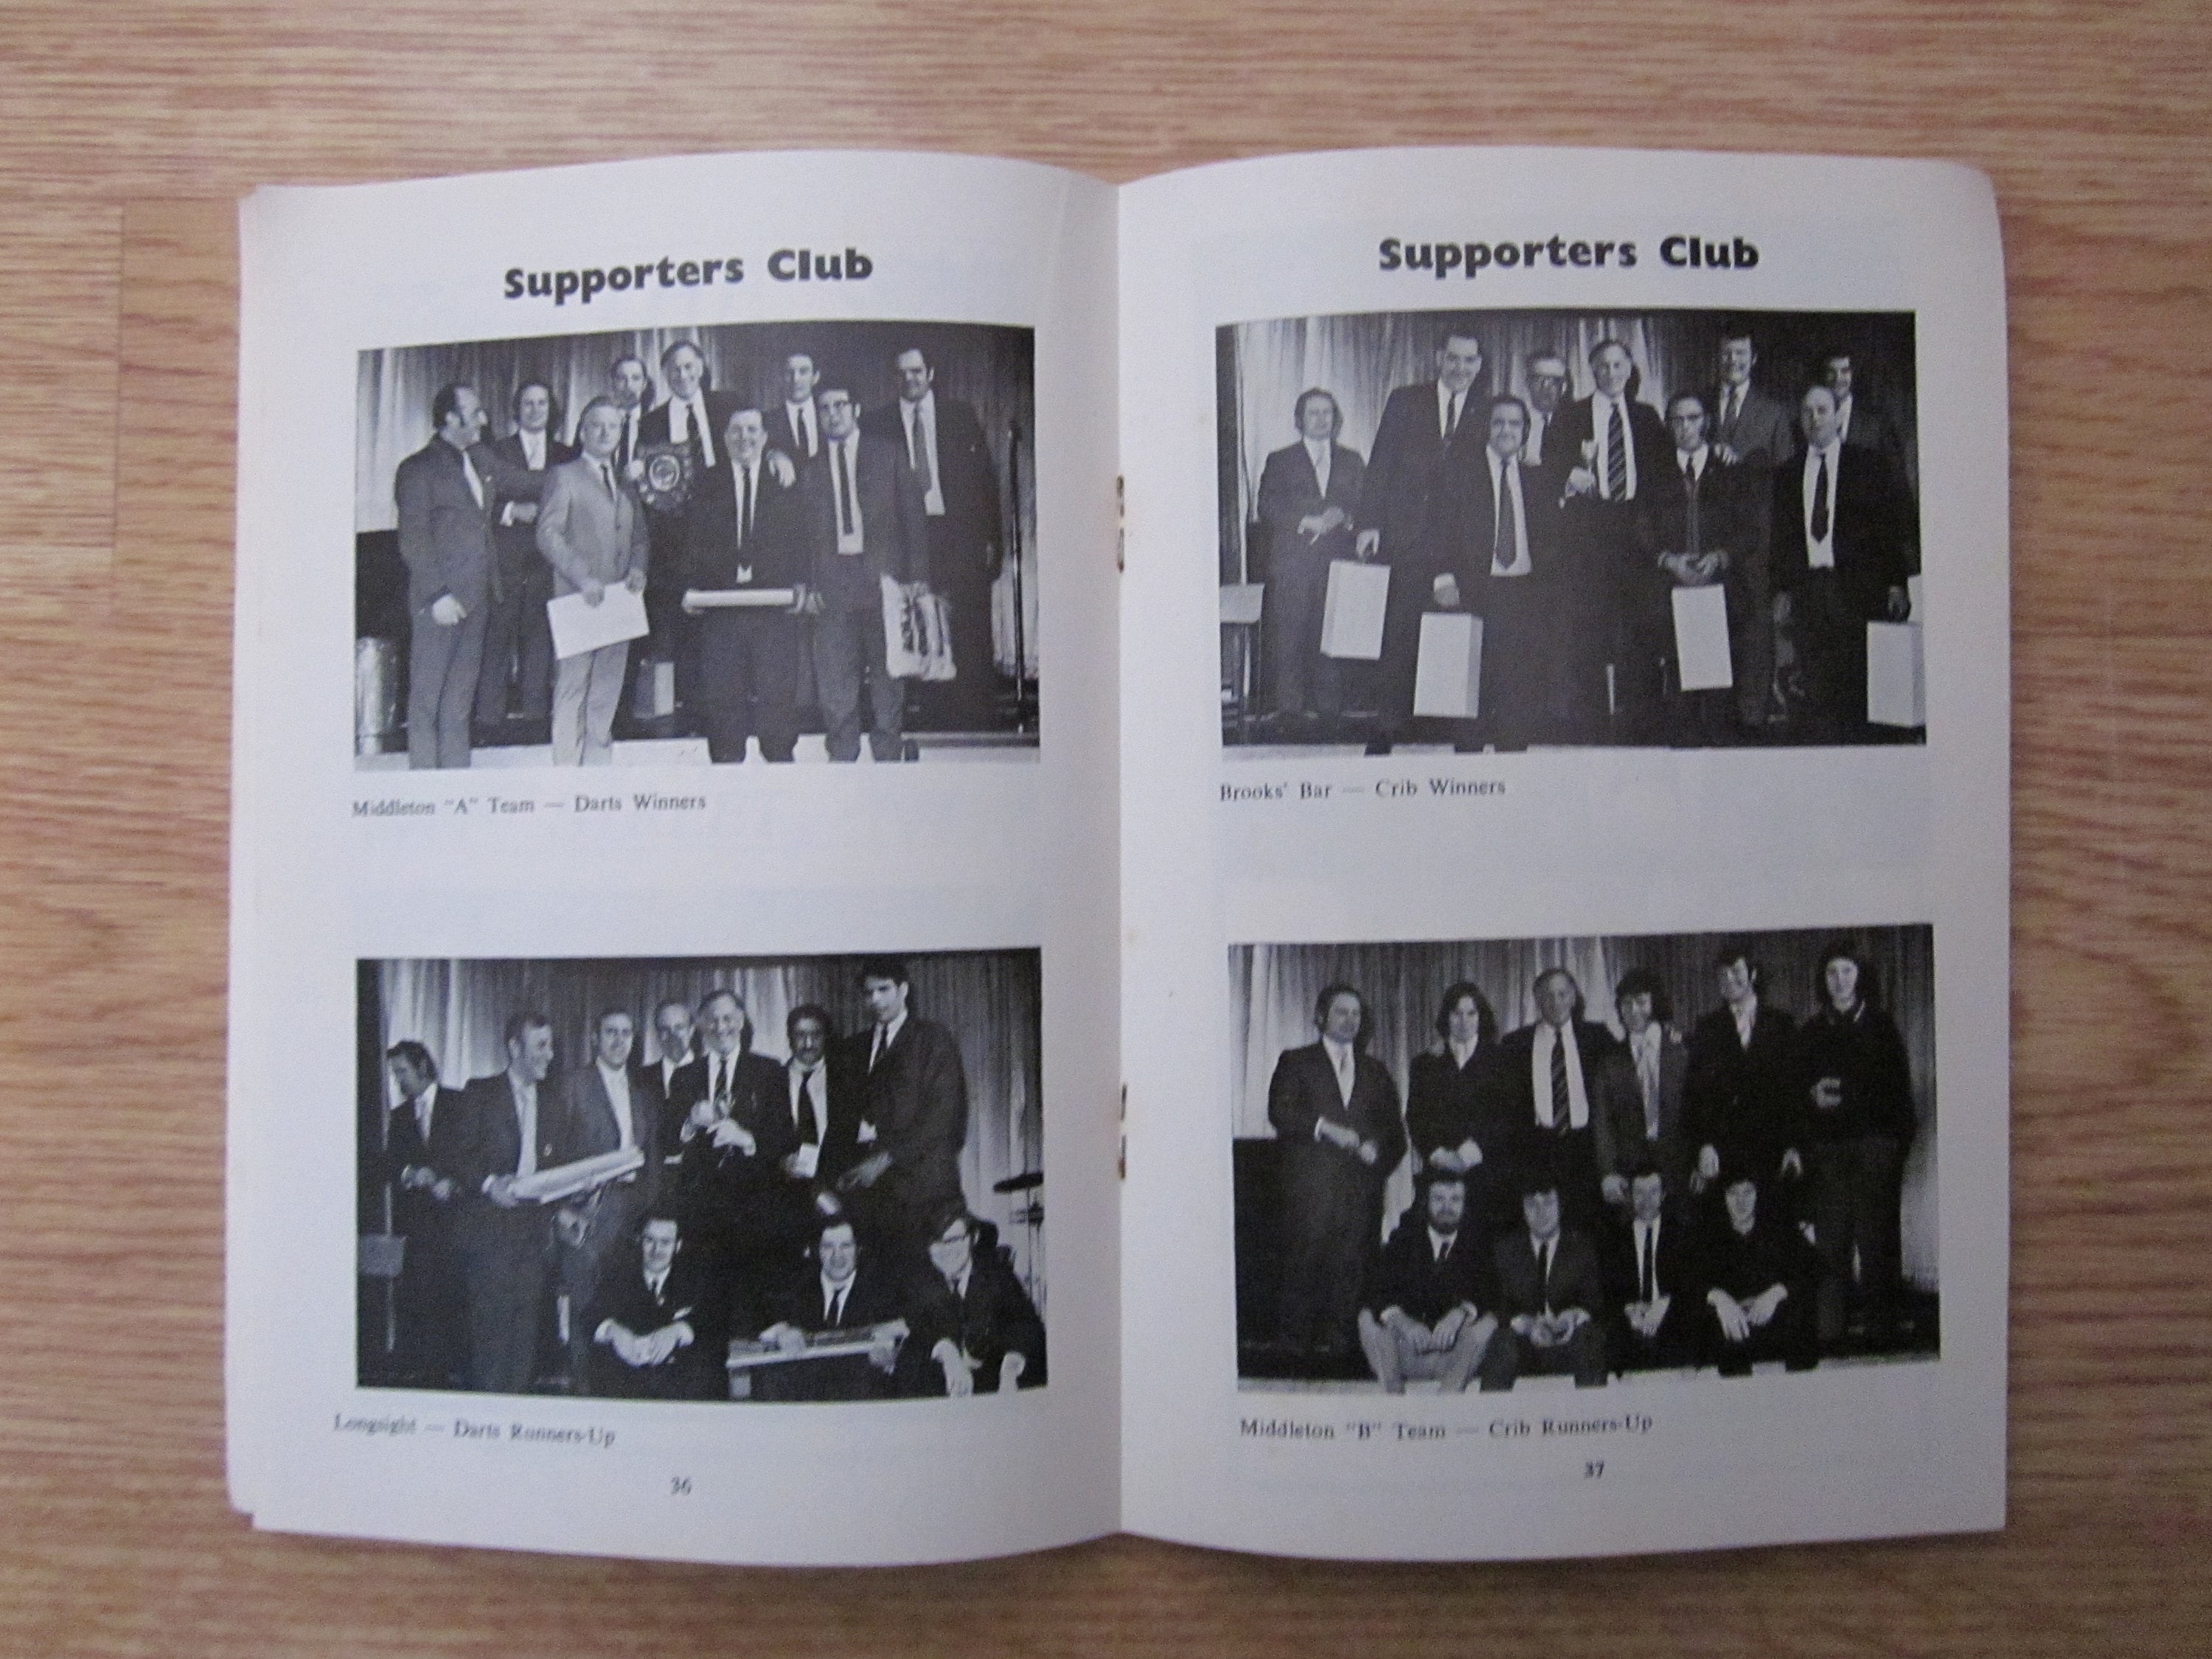 Supporters Club
Middleton "A" Team — Darts Winners
Longsight — Darts Runners-Up
36
Supporters Club
Brooks' Bar — Crib Winners
Middleton "B" Team — Crib Runners-Up
37